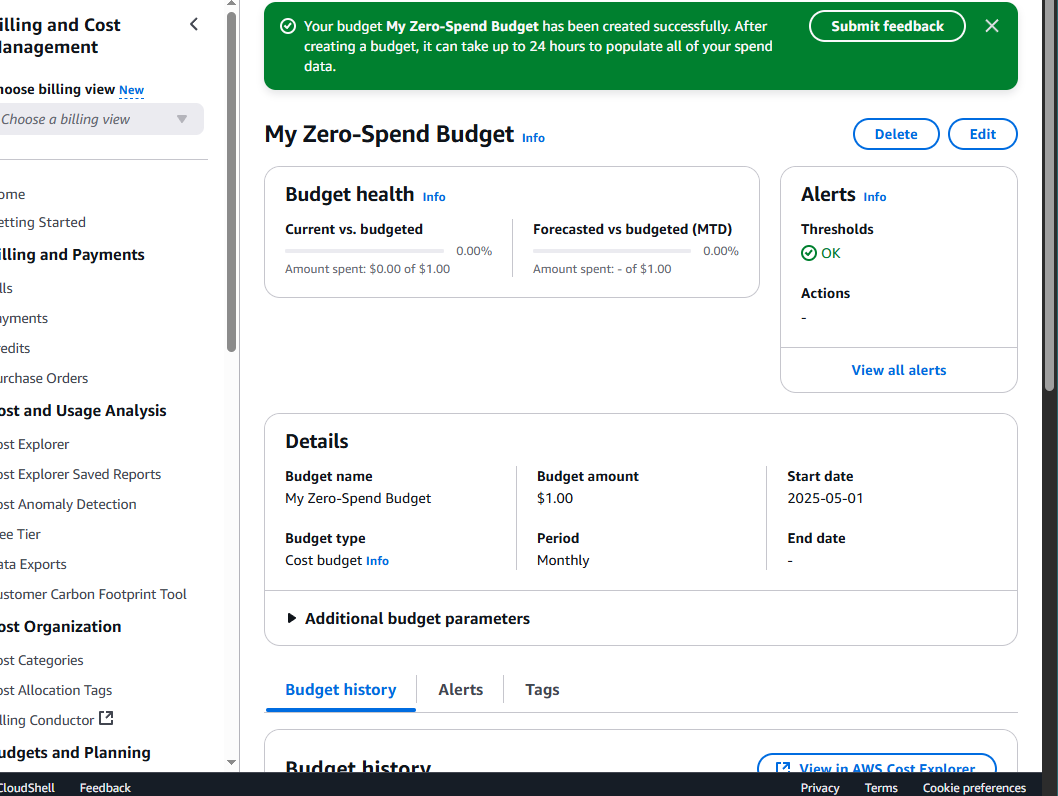 illing and Cost
anagement
hoose billing view New
Choose a billing view
ome
etting Started
illing and Payments
lls
ayments
edits
urchase Orders
ost and Usage Analysis
ost Explorer
ost Explorer Saved Reports
ost Anomaly Detection
ee Tier
ata Exports
ustomer Carbon Footprint Tool
ost Organization
ost Categories
ost Allocation Tags
lling Conductor
udgets and Planning
Your budget My Zero-Spend Budget has been created successfully. After
creating a budget, it can take up to 24 hours to populate all of your spend
data.
Submit feedback
My Zero-Spend Budget Info
Delete
Edit
Budget health Info
Current vs. budgeted
0.00%
Amount spent: $0.00 of $1.00
Forecasted vs budgeted (MTD)
0.00%
Amount spent: - of $1.00
Alerts Info
Thresholds
OK
Actions
-
View all alerts
Details
Budget name
My Zero-Spend Budget
Budget type
Cost budget Info
Budget amount
$1.00
Period
Monthly
Start date
2025-05-01
End date
-
Additional budget parameters
Budget history
Alerts
Tags
Budget history
View in AWS Cost Explorer
CloudShell
Feedback
Privacy
Terms
Cookie preferences